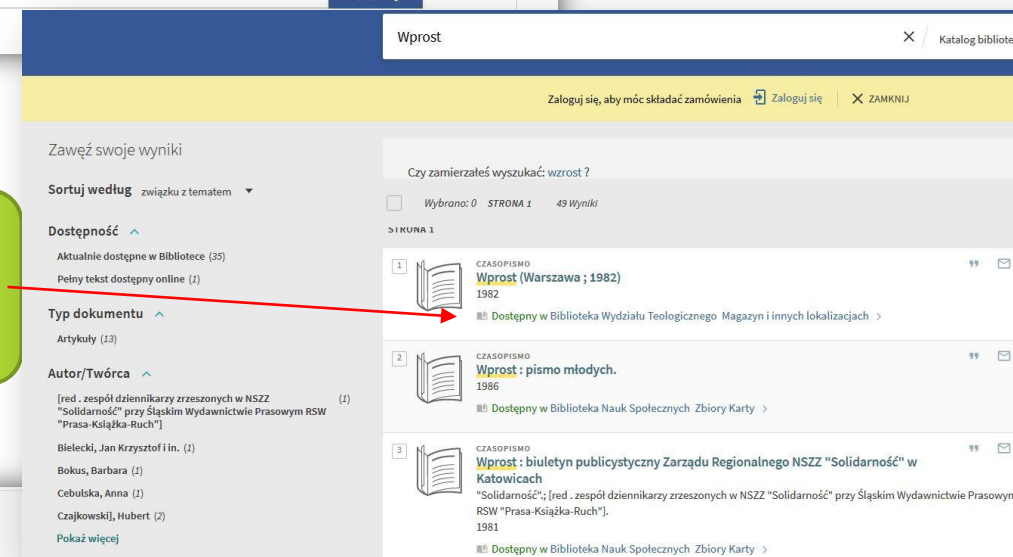 Wprost
Katalog bibliote
Zaloguj się, aby móc składać zamówienia Zaloguj się ZAMKNIJ
Zawęź swoje wyniki
Sortuj według związku z tematem
Dostępność
Aktualnie dostępne w Bibliotece (35)
Pełny tekst dostępny online (1)
Typ dokumentu
Artykuły (13)
Autor/Twórca
[red . zespół dziennikarzy zrzeszonych w NSZZ (1)
"Solidarność" przy Śląskim Wydawnictwie Prasowym RSW
"Prasa-Książka-Ruch"]
Bielecki, Jan Krzysztof i in. (1)
Bokus, Barbara (1)
Cebulska, Anna (1)
Czajkowski], Hubert (2)
Pokaż więcej
Czy zamierzałeś wyszukać: wzrost ?
Wybrano: 0 STRONA 1 49 Wyniki
STRONA 1
1
CZASOPISMO
Wprost (Warszawa ; 1982)
1982
Dostępny w Biblioteka Wydziału Teologicznego Magazyn i innych lokalizacjach >
2
CZASOPISMO
Wprost : pismo młodych.
1986
Dostępny w Biblioteka Nauk Społecznych Zbiory Karty >
3
CZASOPISMO
Wprost : biuletyn publicystyczny Zarządu Regionalnego NSZZ "Solidarność" w
Katowicach
"Solidarność".; [red . zespół dziennikarzy zrzeszonych w NSZZ "Solidarność" przy Śląskim Wydawnictwie Prasowym
RSW "Prasa-Książka-Ruch"].
1981
Dostępny w Biblioteka Nauk Społecznych Zbiory Karty >